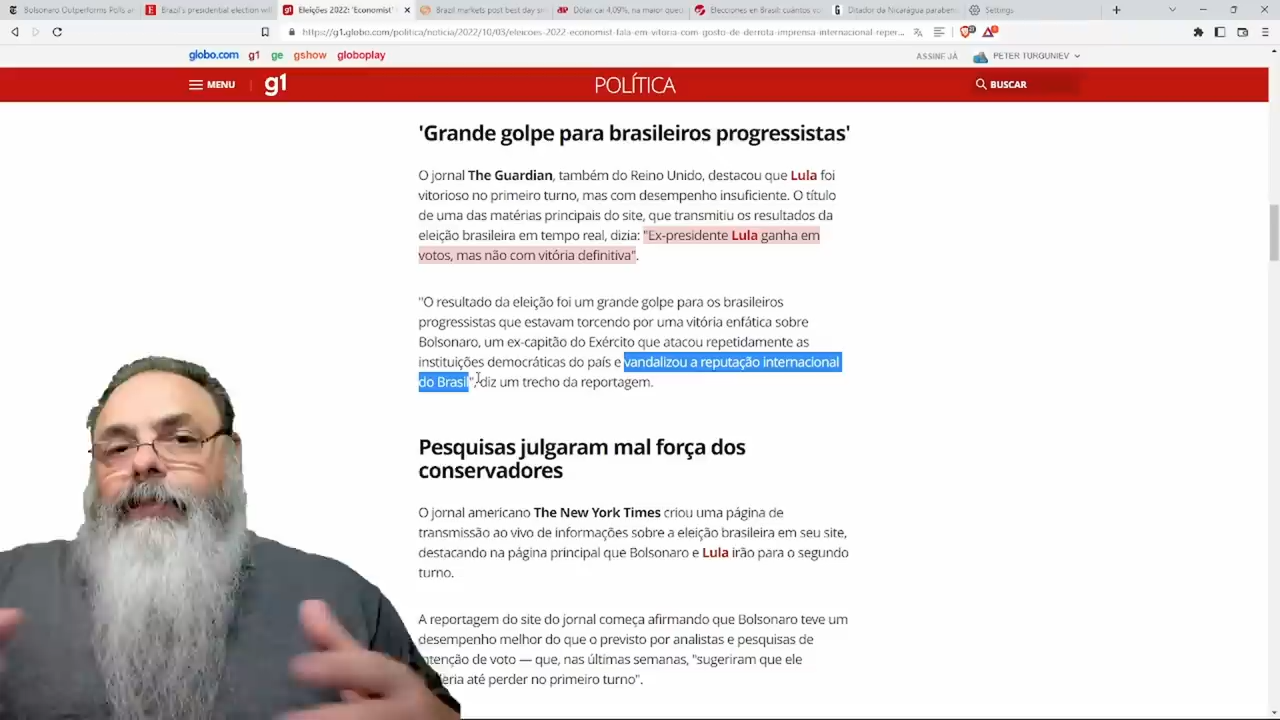 Bolsonaro Outperforms Polls a
Brazil's presidential election wil
Eleições 2022: 'Economist'
Brazil markets post best day si
Dólar cai 4,09%, na maior qued
Elecciones en Brasil: cuántos vo
Ditador da Nicarágua parabeni
Settings
https://g1.globo.com/politica/noticia/2022/10/03/eleicoes-2022-economist-fala-em-vitoria-com-gosto-de-derrota-imprensa-internacional-reper...
globo.com g1 ge gshow globoplay
ASSINE JÁ PETER TURGUNIEV
MENU g1 POLÍTICA BUSCAR
'Grande golpe para brasileiros progressistas'
O jornal The Guardian, também do Reino Unido, destacou que Lula foi
vitorioso no primeiro turno, mas com desempenho insuficiente. O título
de uma das matérias principais do site, que transmitiu os resultados da
eleição brasileira em tempo real, dizia: "Ex-presidente Lula ganha em
votos, mas não com vitória definitiva".
"O resultado da eleição foi um grande golpe para os brasileiros
progressistas que estavam torcendo por uma vitória enfática sobre
Bolsonaro, um ex-capitão do Exército que atacou repetidamente as
instituições democráticas do país e vandalizou a reputação internacional
do Brasil", diz um trecho da reportagem.
Pesquisas julgaram mal força dos
conservadores
O jornal americano The New York Times criou uma página de
transmissão ao vivo de informações sobre a eleição brasileira em seu site,
destacando na página principal que Bolsonaro e Lula irão para o segundo
turno.
A reportagem do site do jornal começa afirmando que Bolsonaro teve um
desempenho melhor do que o previsto por analistas e pesquisas de
intenção de voto — que, nas últimas semanas, "sugeriram que ele
até perder no primeiro turno".